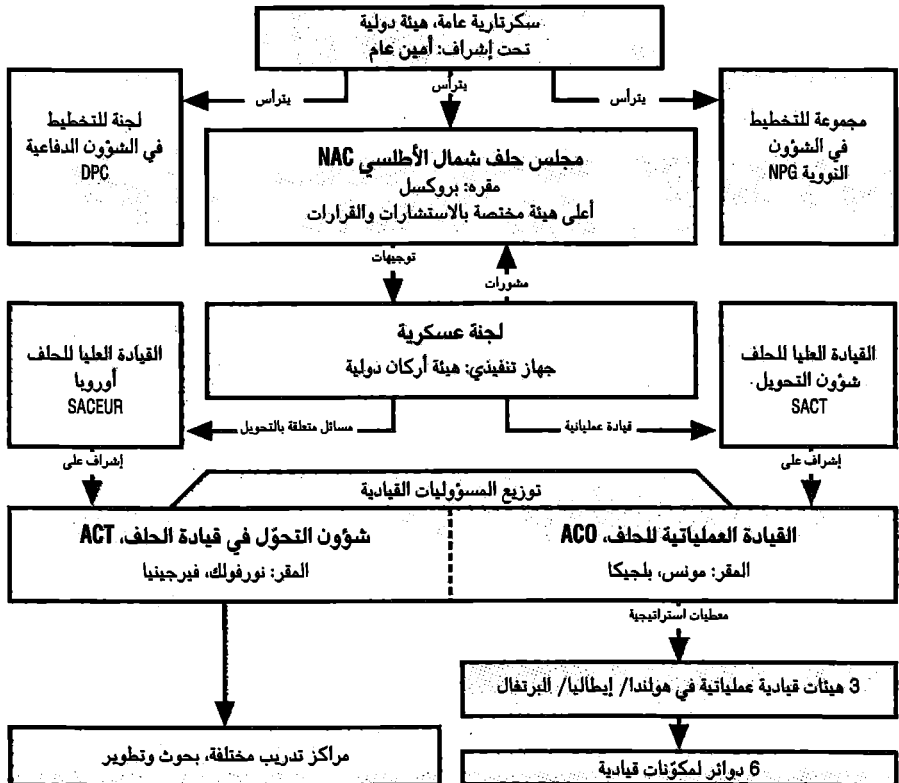 سكرتارية عامة، هيئة دولية
تحت إشراف: أمين عام
يترأس
يترأس
يترأس
مجموعة للتخطيط
في الشؤون
النووية NPG
مجلس حلف شمال الأطلسي NAC
مقره: بروكسل
أعلى هيئة مختصة بالاستشارات والقرارات
لجنة للتخطيط
في الشؤون الدفاعية
DPC
توجيهات
مشورات
القيادة العليا للحلف
شؤون التحويل
SACT
لجنة عسكرية
جهاز تنفيذي: هيئة أركان دولية
القيادة العليا للحلف
أوروبا
SACEUR
قيادة عملياتية
مسائل متعلقة بالتحويل
إشراف على
إشراف على
توزيع المسؤوليات القيادية
القيادة العملياتية للحلف، ACO
المقر: مونس، بلجيكا
شؤون التحوّل في قيادة الحلف، ACT
المقر: نورفولك، فيرجينيا
معطيات استراتيجية
3 هيئات قيادية عملياتية في هولندا/ إيطاليا/ البرتغال
6 دوائر لمكوّنات قيادية
مراكز تدريب مختلفة، بحوث وتطوير